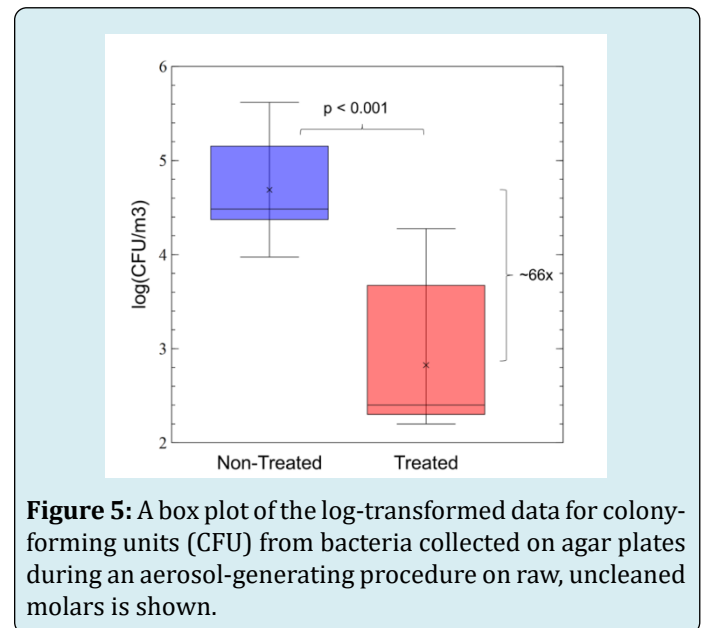 6
p < 0.001
5
log(CFU/m3)
4
~66x
3
2
Non-Treated Treated
Figure 5: A box plot of the log-transformed data for colony-
forming units (CFU) from bacteria collected on agar plates
during an aerosol-generating procedure on raw, uncleaned
molars is shown.